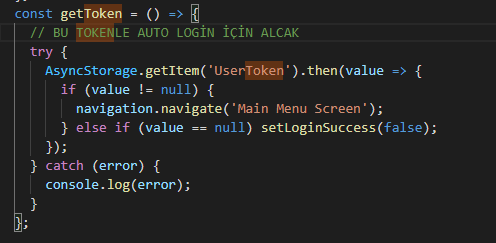 const getToken = () => {
// BU TOKENLE AUTO LOGİN İÇİN ALCAK
try {
AsyncStorage.getItem('UserToken').then(value => {
if (value != null) {
navigation.navigate('Main Menu Screen');
} else if (value == null) setLoginSuccess(false);
});
} catch (error) {
console.log(error);
}
};